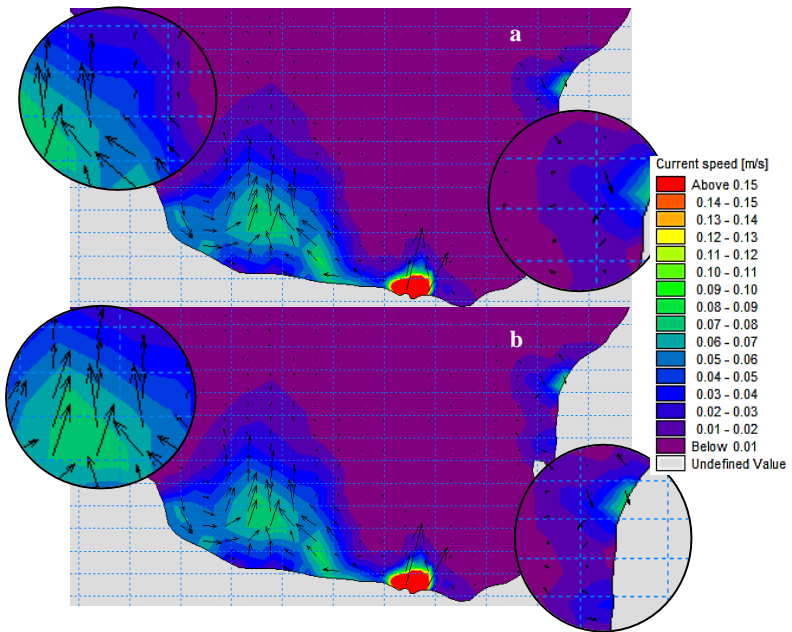 a
Current speed [m/s]
Above 0.15
0.14 - 0.15
0.13 - 0.14
0.12 - 0.13
0.11 - 0.12
0.10 - 0.11
0.09 - 0.10
0.08 - 0.09
0.07 - 0.08
0.06 - 0.07
0.05 - 0.06
0.04 - 0.05
0.03 - 0.04
0.02 - 0.03
0.01 - 0.02
Below 0.01
Undefined Value
b